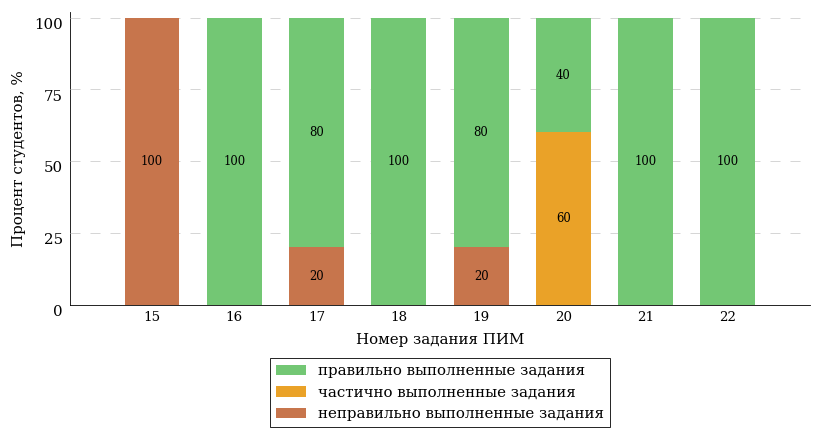 100
75
50
25
0
Процент студентов, %
100
100
80
20
100
80
20
40
60
100
100
15 16 17 18 19 20 21 22
Номер задания ПИМ
правильно выполненные задания
частично выполненные задания
неправильно выполненные задания